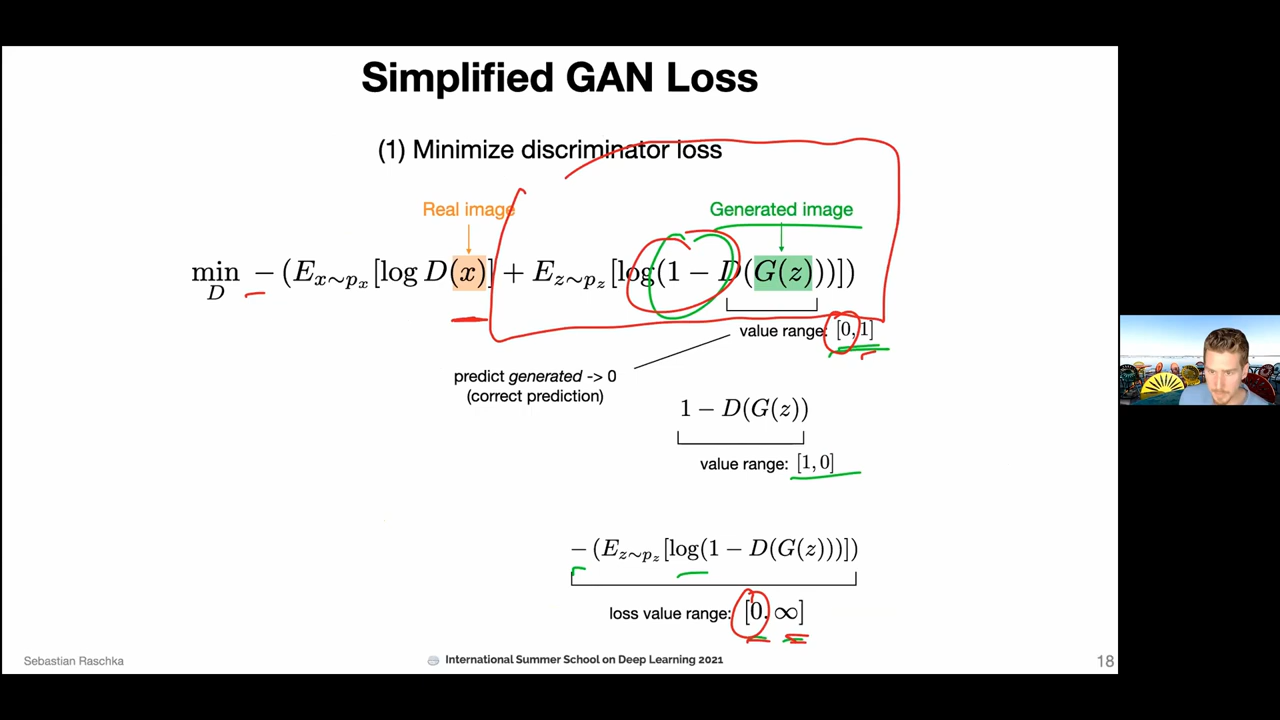 Simplified GAN Loss
(1) Minimize discriminator loss
Real image
Generated image
min_D − (E_{x∼p_x}[log D(x)] + E_{z∼p_z}[log(1 − D(G(z)))])
value range: [0, 1]
predict generated -> 0
(correct prediction)
1 − D(G(z))
value range: [1, 0]
− (E_{z∼p_z}[log(1 − D(G(z)))])
loss value range: [0, ∞]
Sebastian Raschka
International Summer School on Deep Learning 2021
18